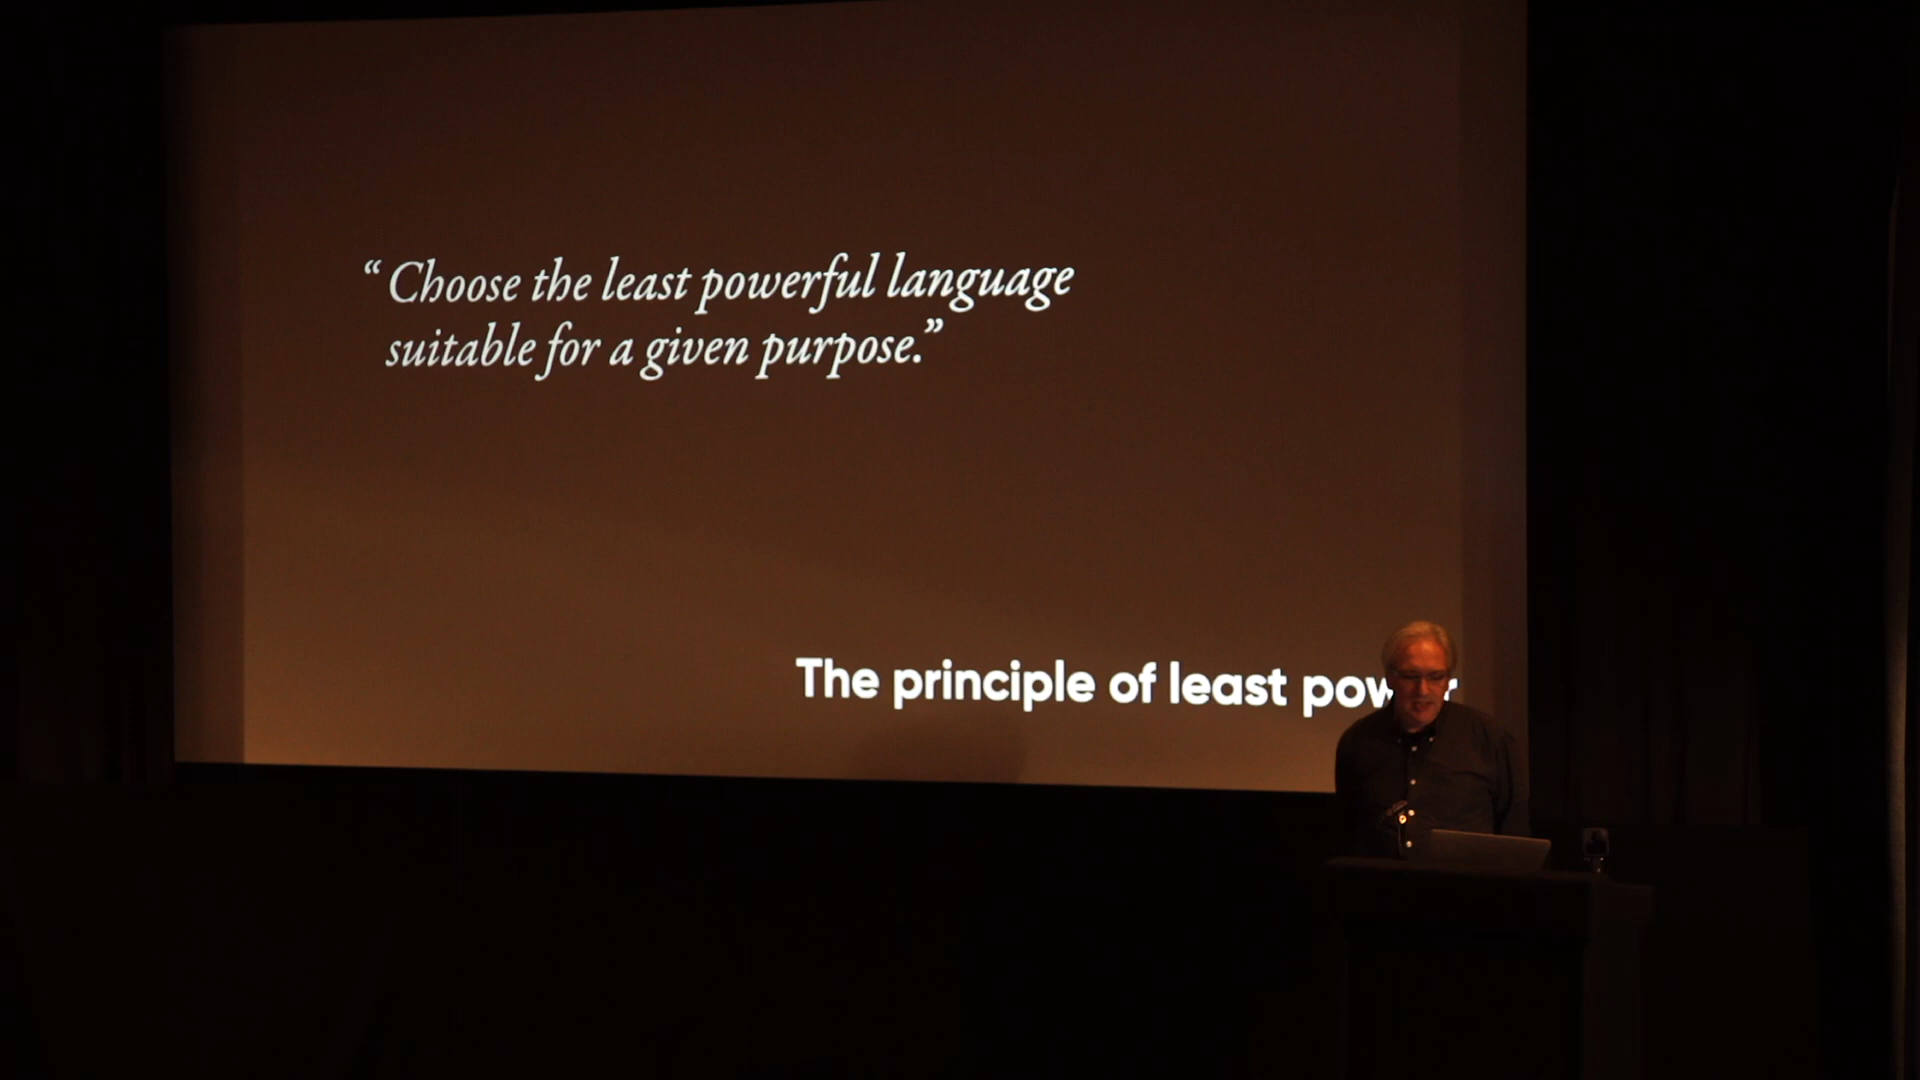 “Choose the least powerful language
suitable for a given purpose.”
The principle of least